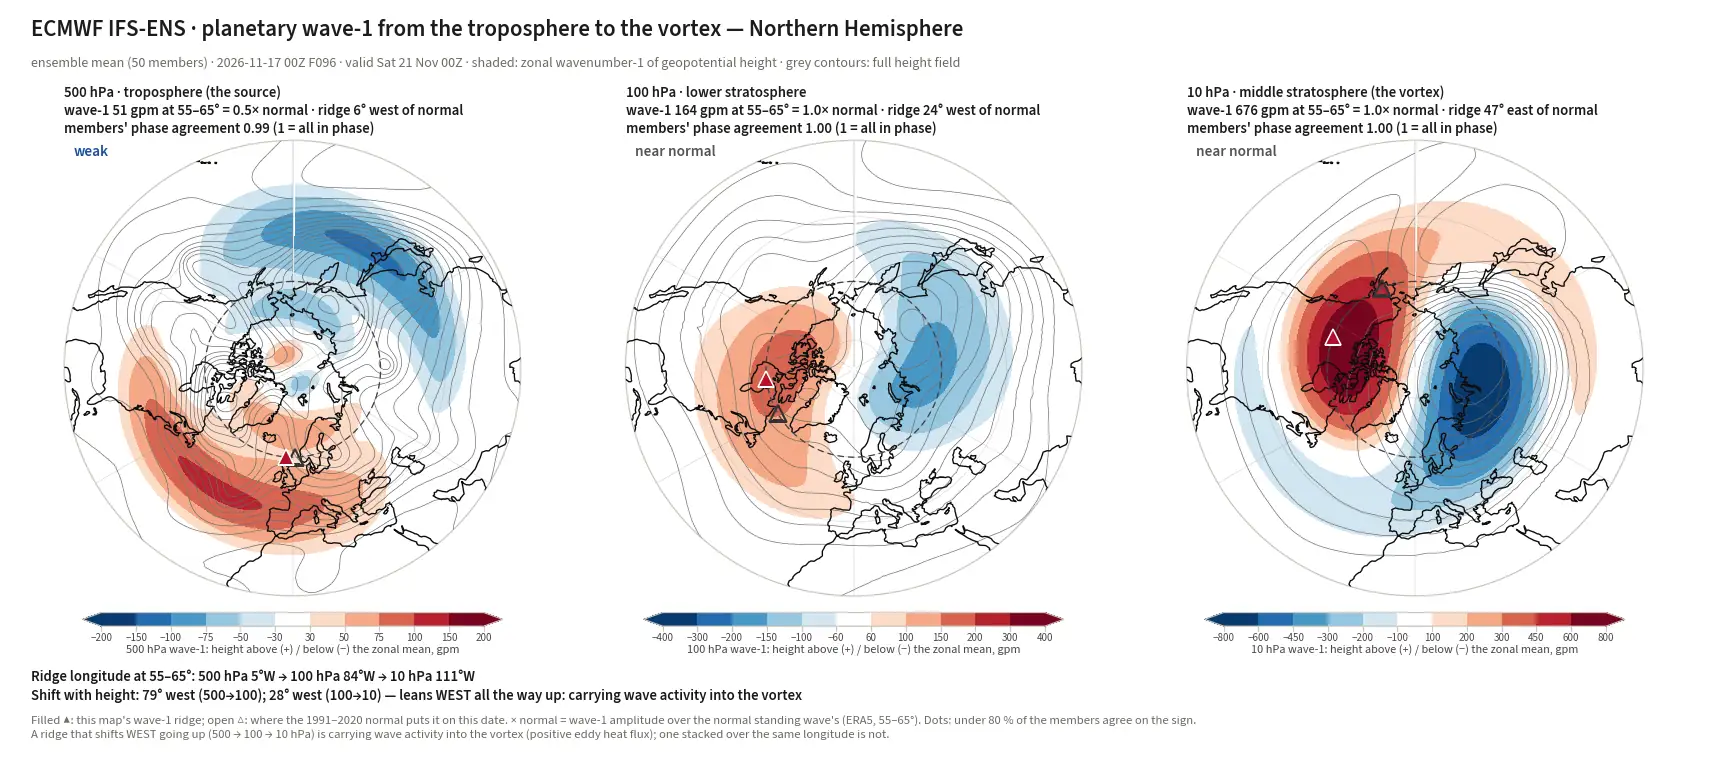 ECMWF IFS-ENS · planetary wave-1 from the troposphere to the vortex — Northern Hemisphere
ensemble mean (50 members) · 2026-11-17 00Z F096 · valid Sat 21 Nov 00Z · shaded: zonal wavenumber-1 of geopotential height · grey contours: full height field
500 hPa · troposphere (the source)
wave-1 51 gpm at 55–65° = 0.5× normal · ridge 6° west of normal
members' phase agreement 0.99 (1 = all in phase)
weak
100 hPa · lower stratosphere
wave-1 164 gpm at 55–65° = 1.0× normal · ridge 24° west of normal
members' phase agreement 1.00 (1 = all in phase)
near normal
10 hPa · middle stratosphere (the vortex)
wave-1 676 gpm at 55–65° = 1.0× normal · ridge 47° east of normal
members' phase agreement 1.00 (1 = all in phase)
near normal
−200 −150 −100 −75 −50 −30 30 50 75 100 150 200
500 hPa wave-1: height above (+) / below (−) the zonal mean, gpm
−400 −300 −200 −150 −100 −60 60 100 150 200 300 400
100 hPa wave-1: height above (+) / below (−) the zonal mean, gpm
−800 −600 −450 −300 −200 −100 100 200 300 450 600 800
10 hPa wave-1: height above (+) / below (−) the zonal mean, gpm
Ridge longitude at 55–65°: 500 hPa 5°W → 100 hPa 84°W → 10 hPa 111°W
Shift with height: 79° west (500→100); 28° west (100→10) — leans WEST all the way up: carrying wave activity into the vortex
Filled ▲: this map's wave-1 ridge; open △: where the 1991–2020 normal puts it on this date. × normal = wave-1 amplitude over the normal standing wave's (ERA5, 55–65°). Dots: under 80 % of the members agree on the sign.
A ridge that shifts WEST going up (500 → 100 → 10 hPa) is carrying wave activity into the vortex (positive eddy heat flux); one stacked over the same longitude is not.